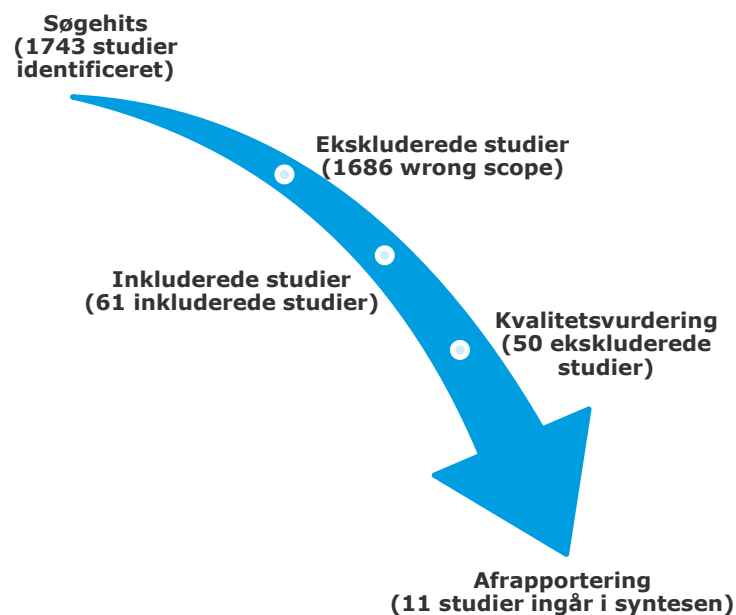 Søgehits
(1743 studier
identificeret)
Ekskluderede studier
(1686 wrong scope)
Inkluderede studier
(61 inkluderede studier)
Kvalitetsvurdering
(50 ekskluderede
studier)
Afrapportering
(11 studier ingår i syntesen)